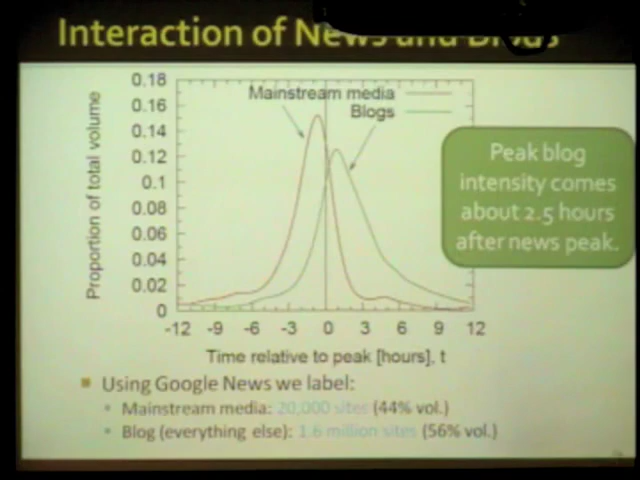 Interaction of News and Blogs
0.18
0.16
0.14
0.12
0.1
0.08
0.06
0.04
0.02
0
Proportion of total volume
Mainstream media
Blogs
-12 -9 -6 -3 0 3 6 9 12
Time relative to peak [hours], t
Peak blog
intensity comes
about 2.5 hours
after news peak.
Using Google News we label:
Mainstream media: 20,000 sites (44% vol.)
Blog (everything else): 1.6 million sites (56% vol.)